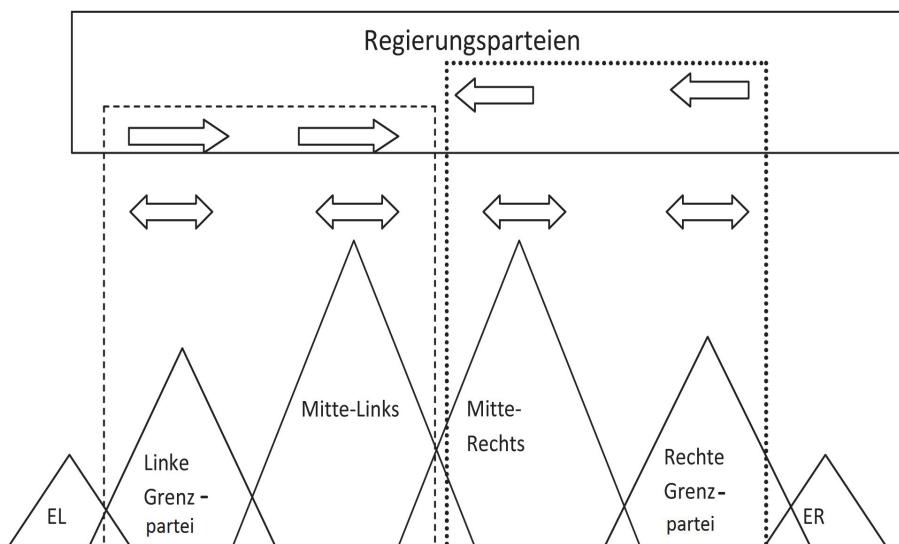 Regierungsparteien
Mitte-Links
Mitte-
Rechts
Linke
Grenz-
partei
Rechte
Grenz-
partei
EL
ER